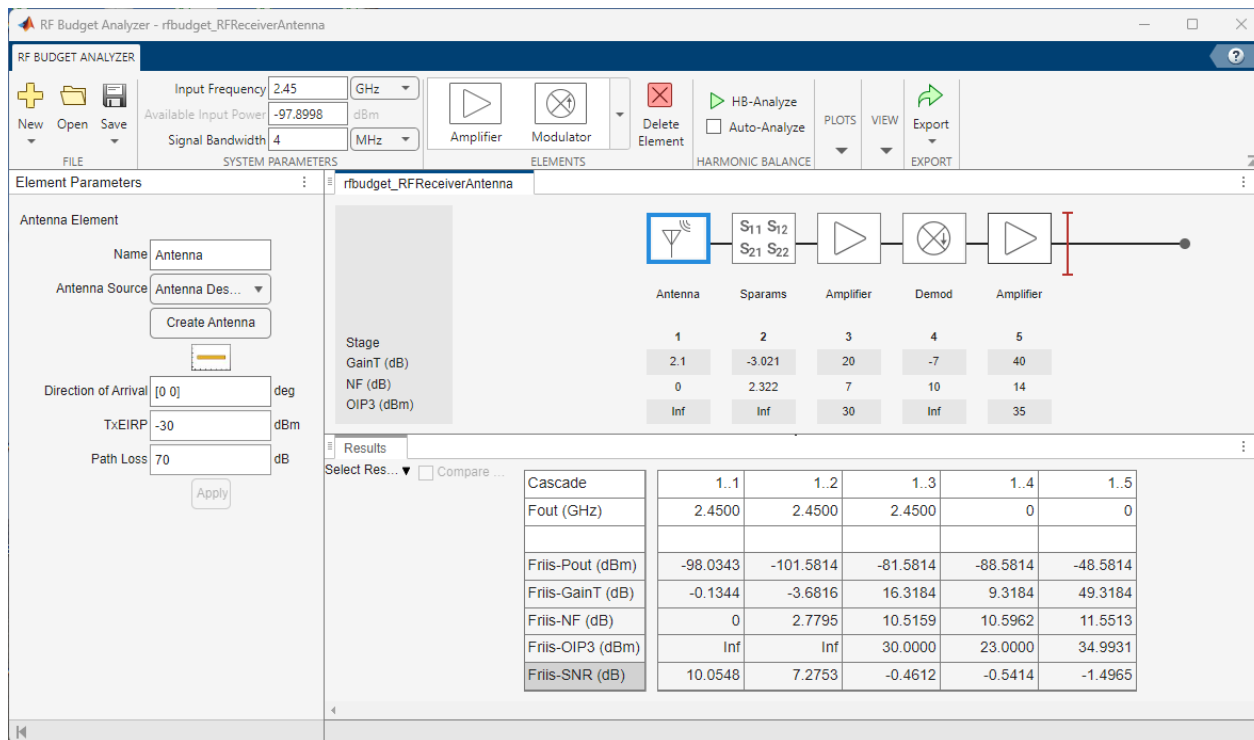 RF Budget Analyzer - rfbudget_RFReceiverAntenna
RF BUDGET ANALYZER
?
New
Open
Save
FILE
Input Frequency 2.45 GHz
Available Input Power -97.8998 dBm
Signal Bandwidth 4 MHz
SYSTEM PARAMETERS
Amplifier
Modulator
ELEMENTS
Delete
Element
HB-Analyze
Auto-Analyze
HARMONIC BALANCE
PLOTS
VIEW
Export
EXPORT
Element Parameters
Antenna Element
Name Antenna
Antenna Source Antenna Des...
Create Antenna
Direction of Arrival [0 0] deg
TxEIRP -30 dBm
Path Loss 70 dB
Apply
rfbudget_RFReceiverAntenna
S11 S12
S21 S22
Antenna Sparams Amplifier Demod Amplifier
Stage 1 2 3 4 5
GainT (dB) 2.1 -3.021 20 -7 40
NF (dB) 0 2.322 7 10 14
OIP3 (dBm) Inf Inf 30 Inf 35
Results
Select Res... Compare ...
Cascade 1..1 1..2 1..3 1..4 1..5
Fout (GHz) 2.4500 2.4500 2.4500 0 0
Friis-Pout (dBm) -98.0343 -101.5814 -81.5814 -88.5814 -48.5814
Friis-GainT (dB) -0.1344 -3.6816 16.3184 9.3184 49.3184
Friis-NF (dB) 0 2.7795 10.5159 10.5962 11.5513
Friis-OIP3 (dBm) Inf Inf 30.0000 23.0000 34.9931
Friis-SNR (dB) 10.0548 7.2753 -0.4612 -0.5414 -1.4965